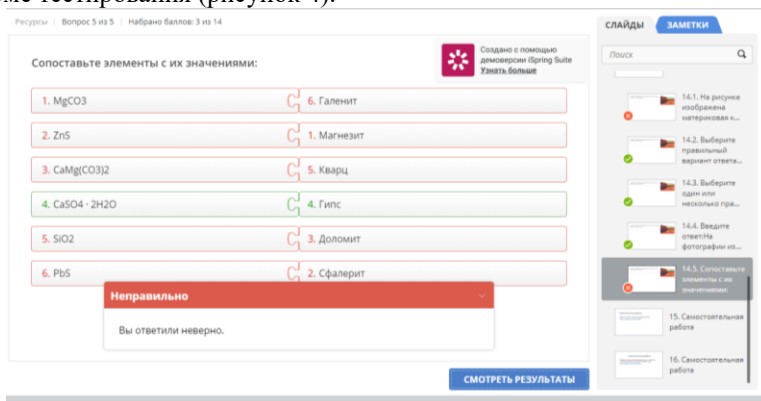 ме тестирования (рисунок 4).
Ресурсы | Вопрос 5 из 5 | Набрано баллов: 3 из 14
Сопоставьте элементы с их значениями:
Создано с помощью
демоверсии iSpring Suite
Узнать больше
1. MgCO3
6. Галенит
2. ZnS
1. Магнезит
3. CaMg(CO3)2
5. Кварц
4. CaSO4 · 2H2O
4. Гипс
5. SiO2
3. Доломит
6. PbS
2. Сфалерит
Неправильно
Вы ответили неверно.
СМОТРЕТЬ РЕЗУЛЬТАТЫ
СЛАЙДЫ
ЗАМЕТКИ
Поиск
14.1. На рисунке
изображена
материковая к...
14.2. Выберите
правильный
вариант ответа...
14.3. Выберите
один или
несколько пра...
14.4. Введите
ответ:На
фотографии из...
14.5. Сопоставьте
элементы с их
значениями:
15. Самостоятельная
работа
16. Самостоятельная
работа